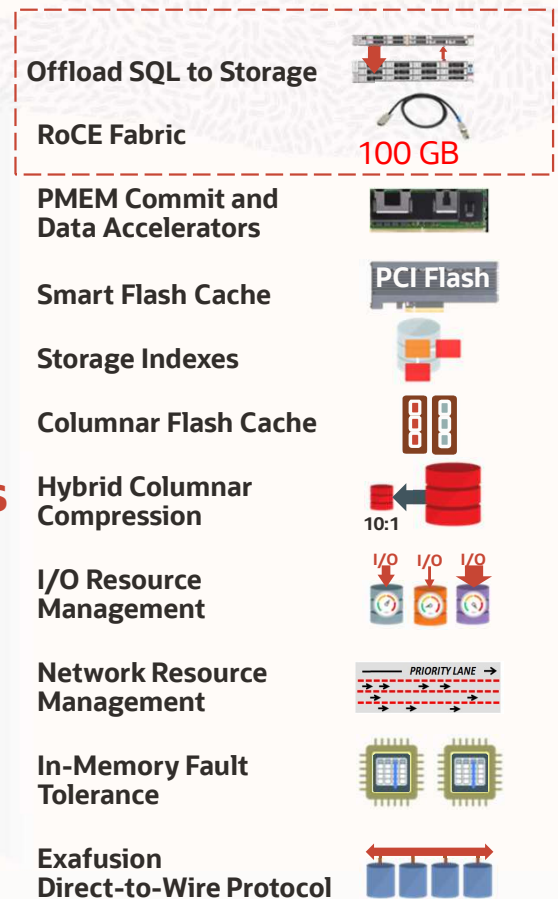 Offload SQL to Storage
RoCE Fabric
100 GB
PMEM Commit and
Data Accelerators
Smart Flash Cache
PCI Flash
Storage Indexes
Columnar Flash Cache
s
Hybrid Columnar
Compression
10:1
I/O Resource
Management
I/O I/O I/O
Network Resource
Management
PRIORITY LANE
In-Memory Fault
Tolerance
Exafusion
Direct-to-Wire Protocol